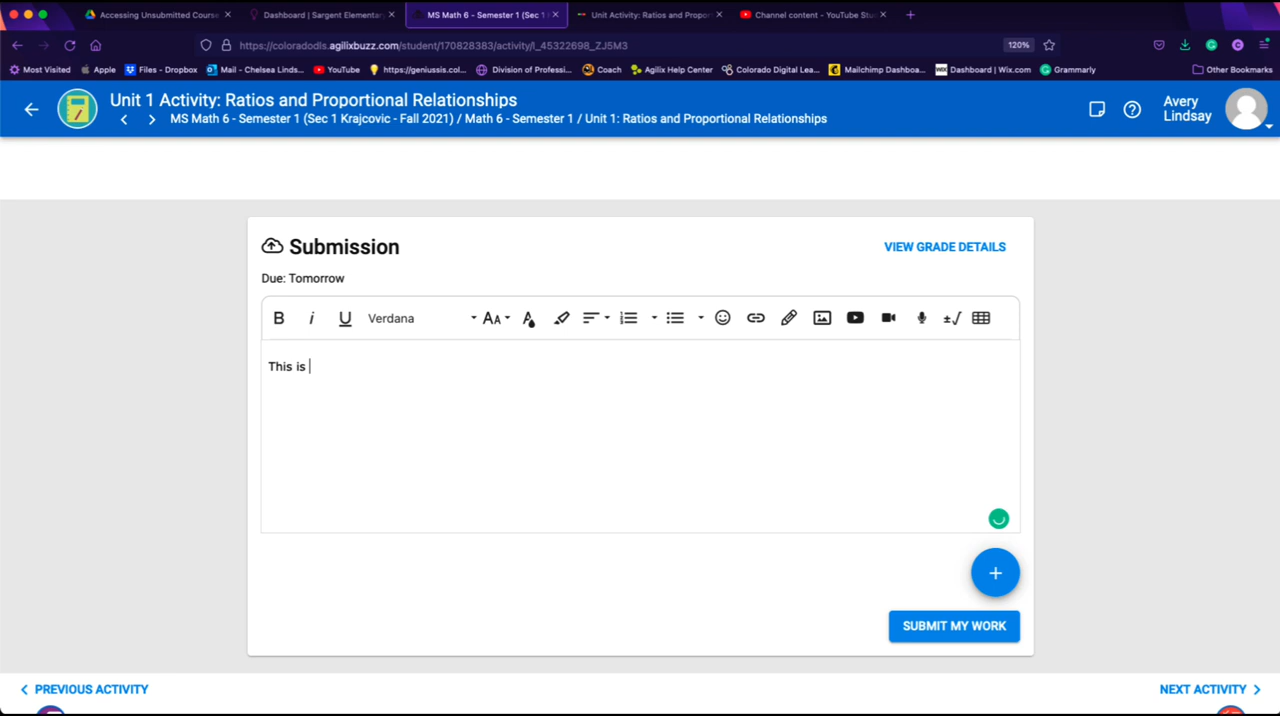 Accessing Unsubmitted Course
Dashboard | Sargent Elementary
MS Math 6 - Semester 1 (Sec 1
Unit Activity: Ratios and Propor
Channel content - YouTube Stu
https://coloradodls.agilixbuzz.com/student/170828383/activity/l_45322698_ZJ5M3
120%
Most Visited
Apple
Files - Dropbox
Mail - Chelsea Linds...
YouTube
https://geniussis.col...
Division of Professi...
Coach
Agilix Help Center
Colorado Digital Lea...
Mailchimp Dashboa...
Dashboard | Wix.com
Grammarly
Other Bookmarks
Unit 1 Activity: Ratios and Proportional Relationships
MS Math 6 - Semester 1 (Sec 1 Krajcovic - Fall 2021) / Math 6 - Semester 1 / Unit 1: Ratios and Proportional Relationships
Avery
Lindsay
Submission
VIEW GRADE DETAILS
Due: Tomorrow
B i U Verdana AA A
This is
SUBMIT MY WORK
PREVIOUS ACTIVITY
NEXT ACTIVITY